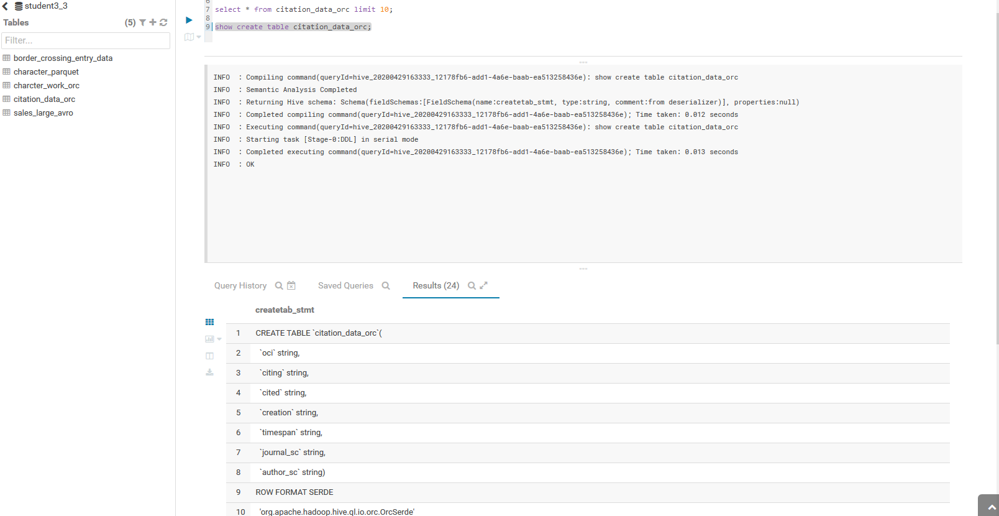 student3_3
Tables (5)
Filter...
border_crossing_entry_data
character_parquet
charcter_work_orc
citation_data_orc
sales_large_avro
6
7 select * from citation_data_orc limit 10;
8
9 show create table citation_data_orc;
INFO : Compiling command(queryId=hive_20200429163333_12178fb6-add1-4a6e-baab-ea513258436e): show create table citation_data_orc
INFO : Semantic Analysis Completed
INFO : Returning Hive schema: Schema(fieldSchemas:[FieldSchema(name:createtab_stmt, type:string, comment:from deserializer)], properties:null)
INFO : Completed compiling command(queryId=hive_20200429163333_12178fb6-add1-4a6e-baab-ea513258436e); Time taken: 0.012 seconds
INFO : Executing command(queryId=hive_20200429163333_12178fb6-add1-4a6e-baab-ea513258436e): show create table citation_data_orc
INFO : Starting task [Stage-0:DDL] in serial mode
INFO : Completed executing command(queryId=hive_20200429163333_12178fb6-add1-4a6e-baab-ea513258436e); Time taken: 0.013 seconds
INFO : OK
Query History Saved Queries Results (24)
createtab_stmt
1 CREATE TABLE `citation_data_orc`(
2 `oci` string,
3 `citing` string,
4 `cited` string,
5 `creation` string,
6 `timespan` string,
7 `journal_sc` string,
8 `author_sc` string)
9 ROW FORMAT SERDE
10 'org.apache.hadoop.hive.ql.io.orc.OrcSerde'